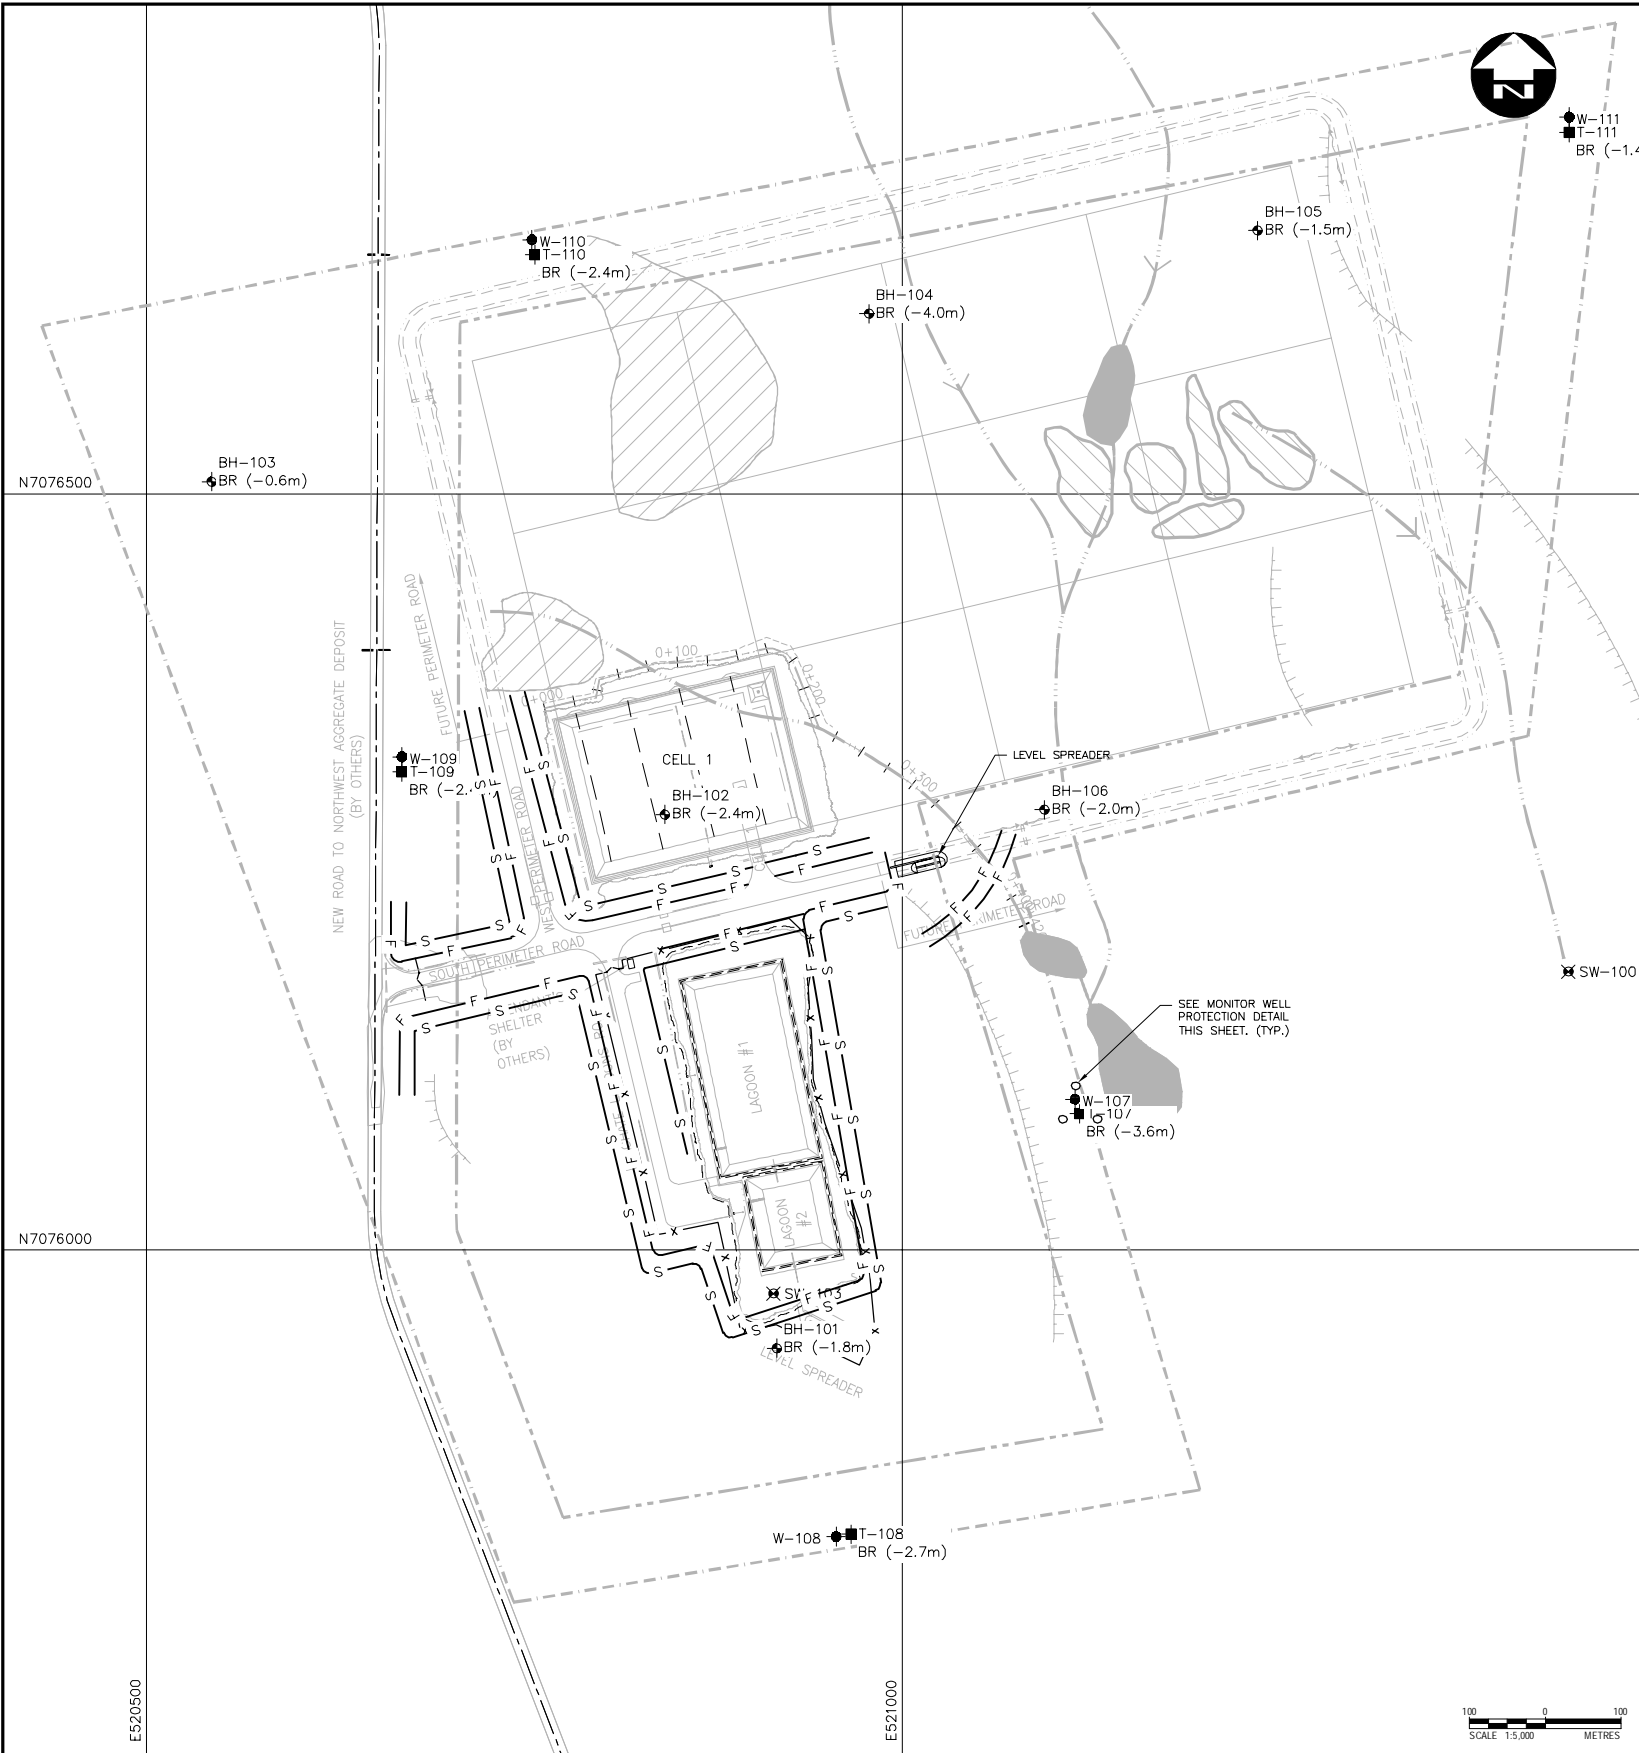 N
W-111
T-111
BR (-1.4
BH-105
BR (-1.5m)
W-110
T-110
BR (-2.4m)
BH-104
BR (-4.0m)
BH-103
BR (-0.6m)
N7076500
NEW ROAD TO NORTHWEST AGGREGATE DEPOSIT
(BY OTHERS)
FUTURE PERIMETER ROAD
0+000
0+100
0+200
0+300
CELL 1
LEVEL SPREADER
W-109
T-109
BR (-2.
BH-102
BR (-2.4m)
BH-106
BR (-2.0m)
WEST PERIMETER ROAD
SOUTH PERIMETER ROAD
FUTURE
IMETER ROAD
SHELTER
(BY
OTHERS)
SW-100
SEE MONITOR WELL
PROTECTION DETAIL
THIS SHEET. (TYP.)
LAGOON #1
W-107
T-107
BR (-3.6m)
LAGOON
#2
N7076000
BH-101
BR (-1.8m)
LEVEL SPREADER
W-108
T-108
BR (-2.7m)
E520500
E521000
100 0 100
SCALE 1:5,000 METRES